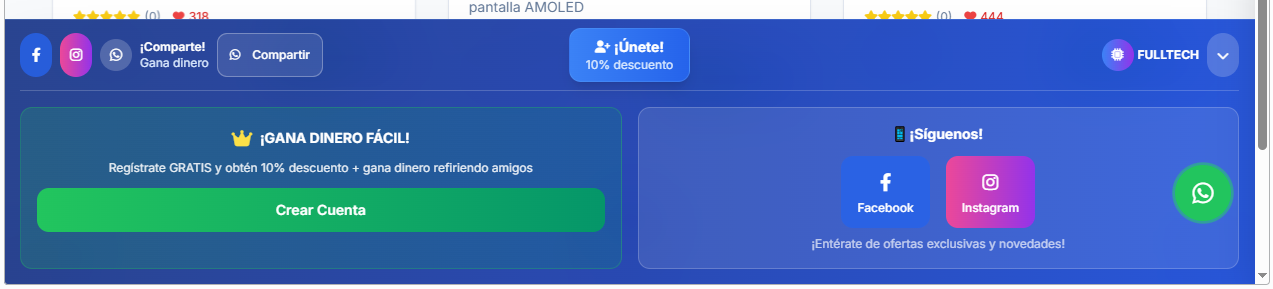 pantalla AMOLED
(0) 318
(0) 444
¡Comparte!
Gana dinero
Compartir
¡Únete!
10% descuento
FULLTECH
¡GANA DINERO FÁCIL!
Regístrate GRATIS y obtén 10% descuento + gana dinero refiriendo amigos
Crear Cuenta
¡Síguenos!
Facebook
Instagram
¡Entérate de ofertas exclusivas y novedades!